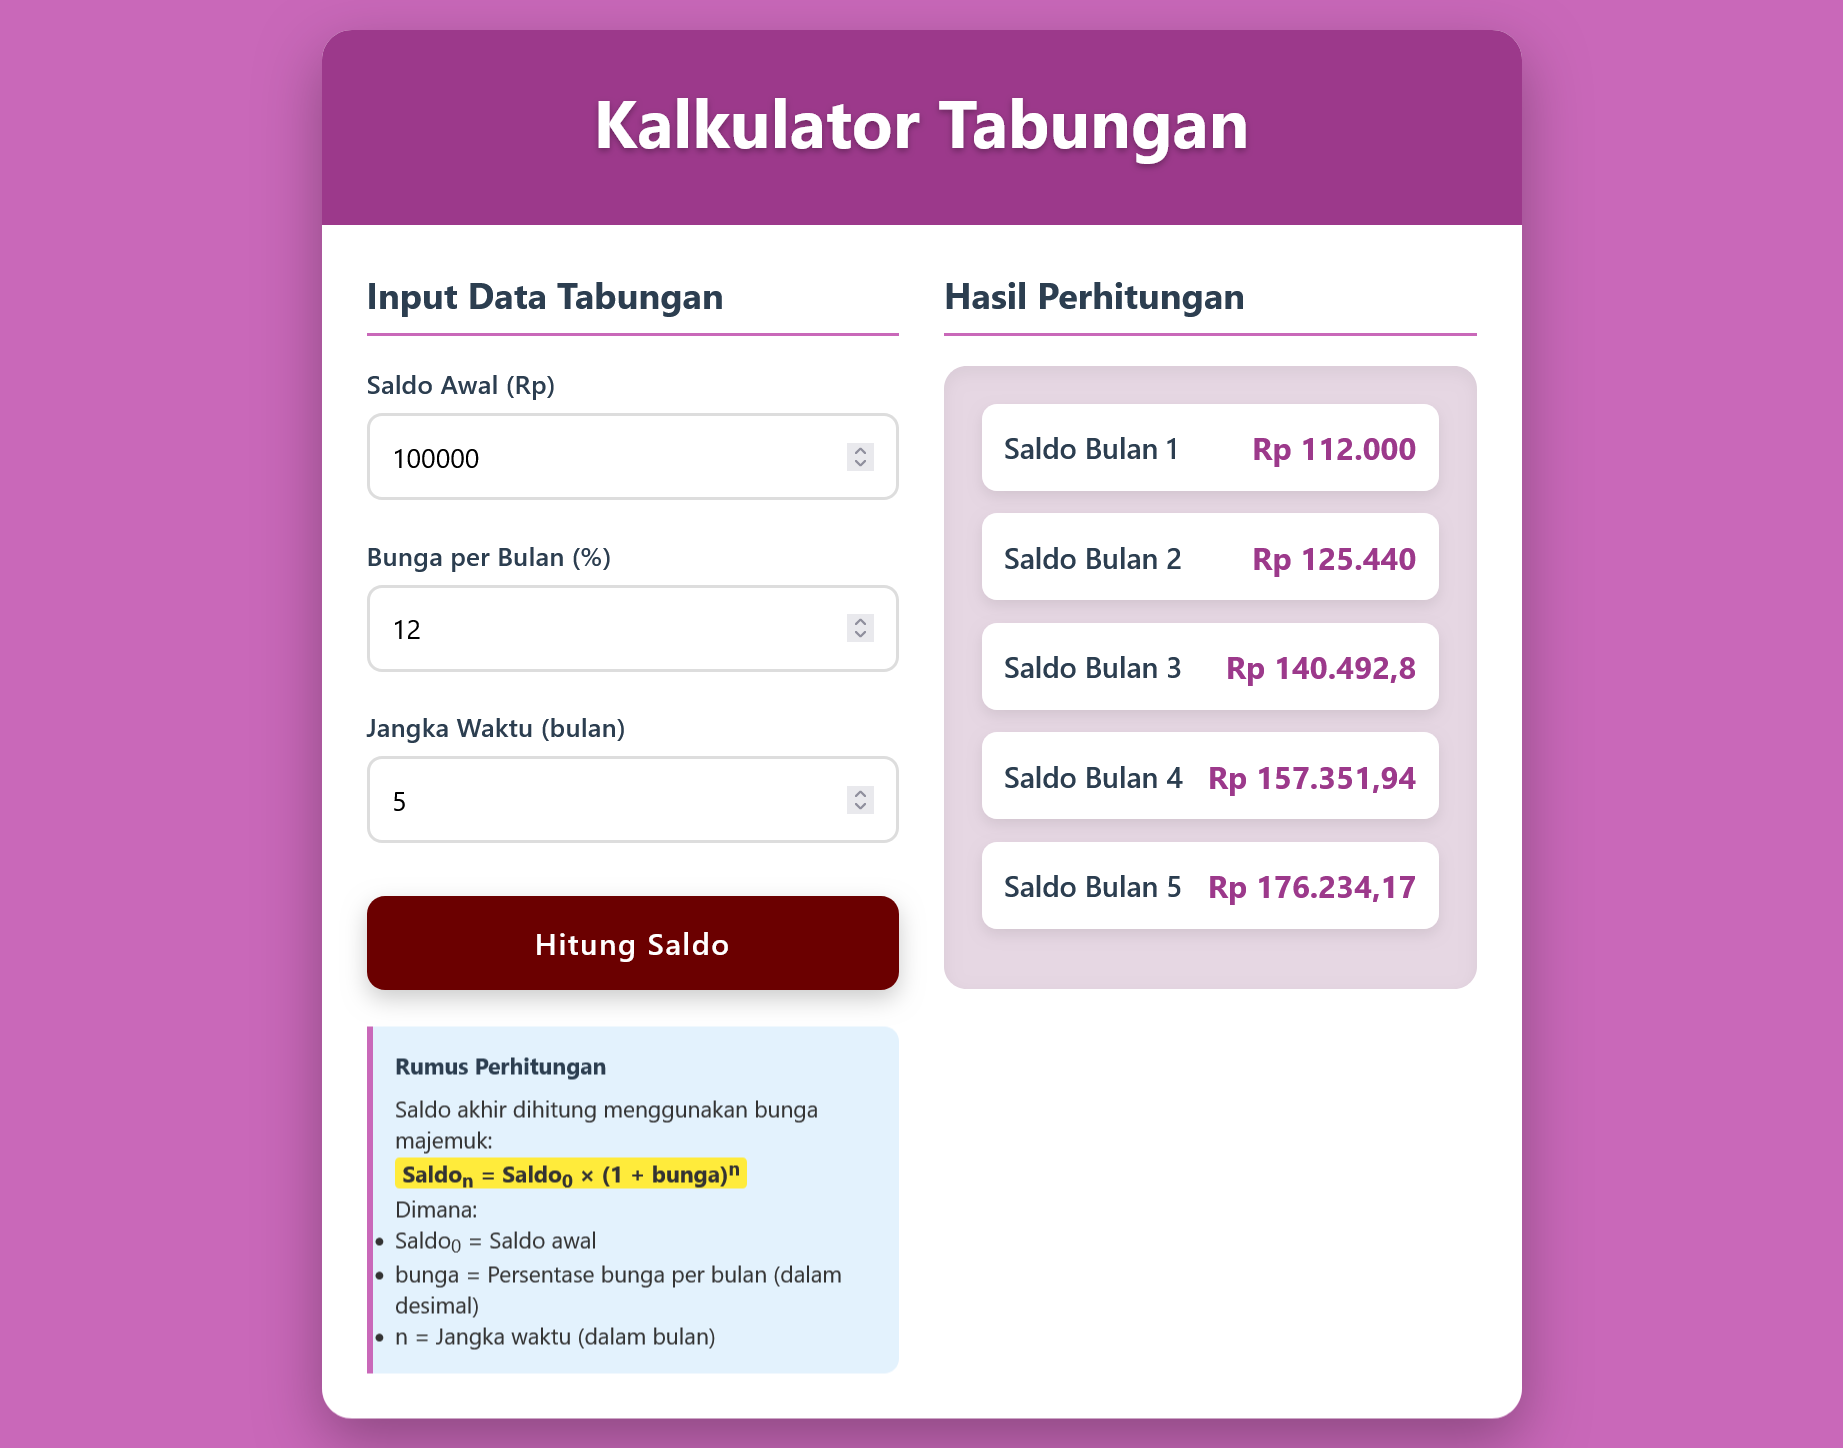 Kalkulator Tabungan
Input Data Tabungan
Saldo Awal (Rp)
100000
Bunga per Bulan (%)
12
Jangka Waktu (bulan)
5
Hitung Saldo
Rumus Perhitungan
Saldo akhir dihitung menggunakan bunga
majemuk:
Saldoₙ = Saldo₀ × (1 + bunga)ⁿ
Dimana:
• Saldo₀ = Saldo awal
• bunga = Persentase bunga per bulan (dalam
desimal)
• n = Jangka waktu (dalam bulan)
Hasil Perhitungan
Saldo Bulan 1 Rp 112.000
Saldo Bulan 2 Rp 125.440
Saldo Bulan 3 Rp 140.492,8
Saldo Bulan 4 Rp 157.351,94
Saldo Bulan 5 Rp 176.234,17